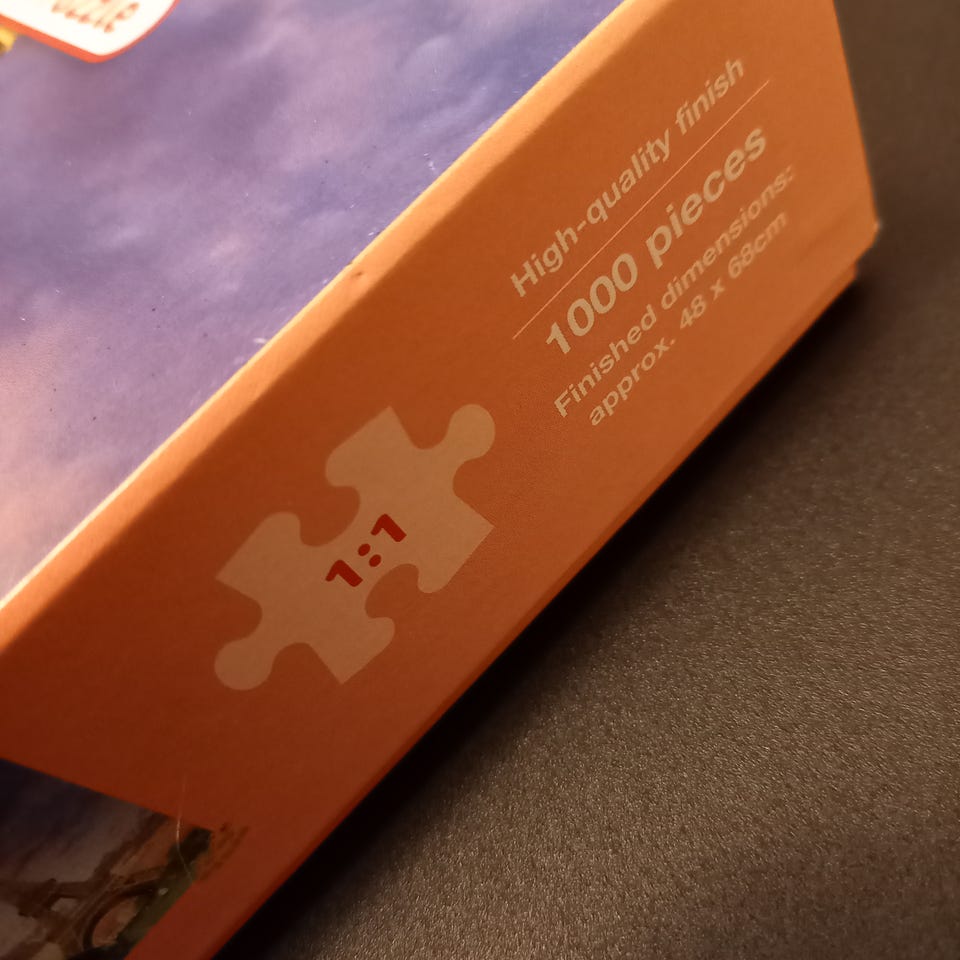 High-quality finish
1000 pieces
Finished dimensions:
approx. 48 x 68cm
1:1